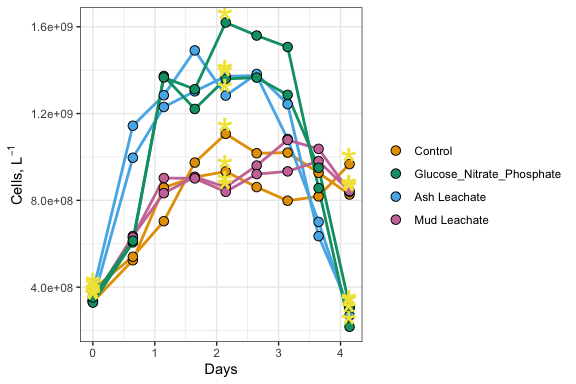 1.6e+09
1.2e+09
8.0e+08
4.0e+08
Cells, L⁻¹
0 1 2 3 4
Days
Control
Glucose_Nitrate_Phosphate
Ash Leachate
Mud Leachate